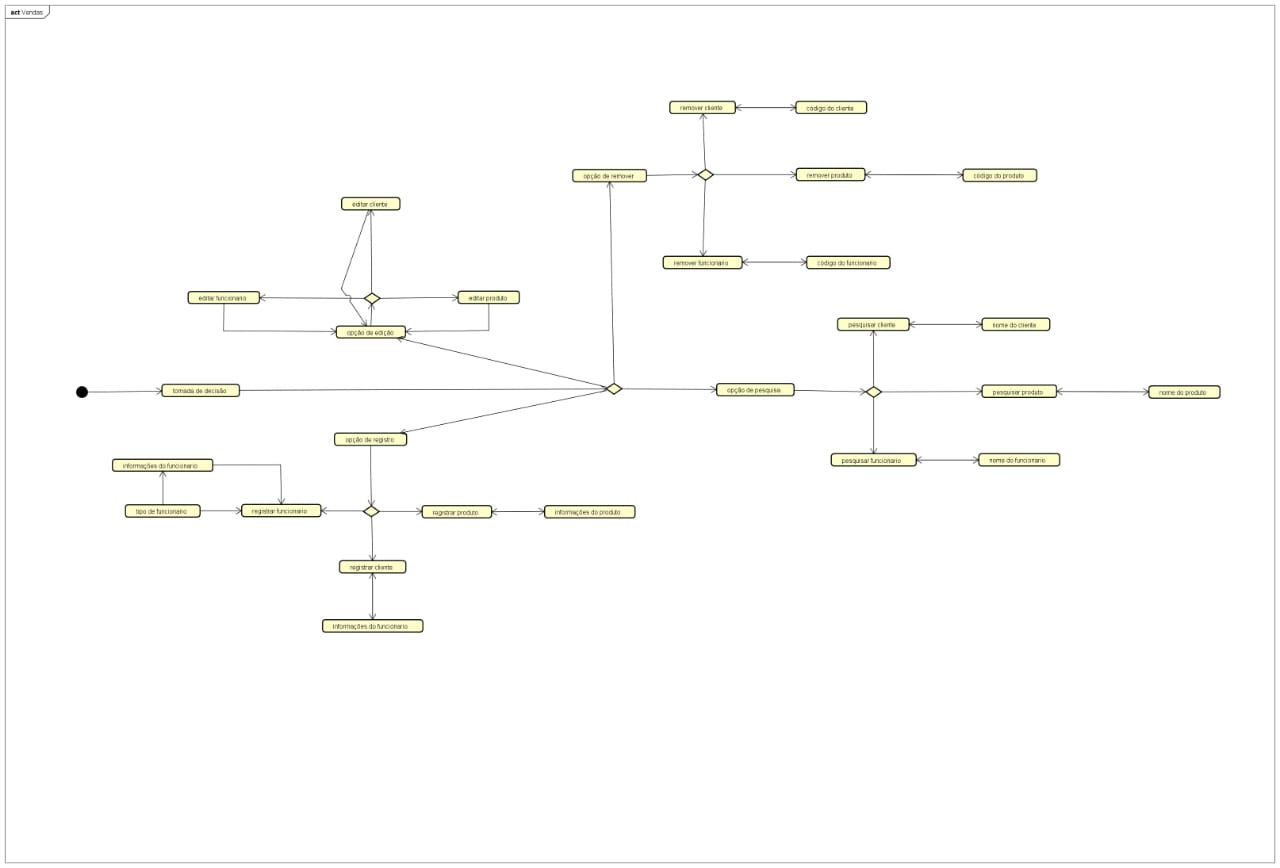 act Vendas
remover cliente
código do cliente
opção de remover
remover produto
código do produto
editar cliente
remover funcionario
código do funcionario
editar funcionario
editar produto
opção de edição
pesquisar cliente
nome do cliente
tomada de decisão
opção de pesquisa
pesquisar produto
nome do produto
opção de registro
pesquisar funcionario
nome do funcionario
informações do funcionario
tipo de funcionario
registrar funcionario
registrar produto
informações do produto
registrar cliente
informações do funcionario